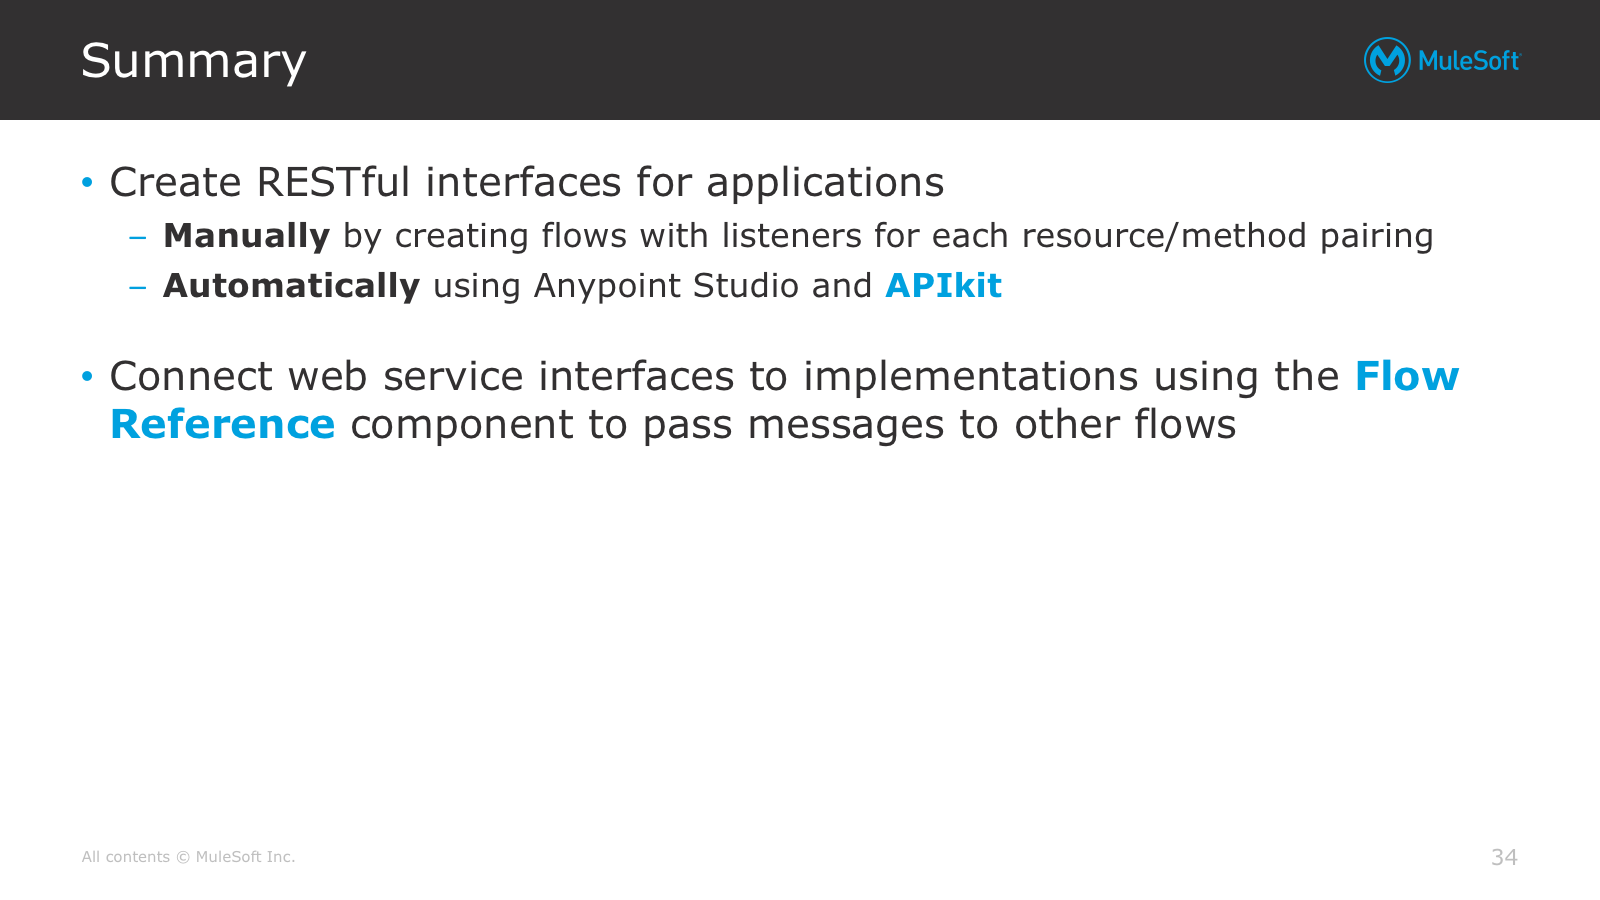 Summary
MuleSoft
• Create RESTful interfaces for applications
– Manually by creating flows with listeners for each resource/method pairing
– Automatically using Anypoint Studio and APIkit
• Connect web service interfaces to implementations using the Flow
Reference component to pass messages to other flows
All contents © MuleSoft Inc.
34